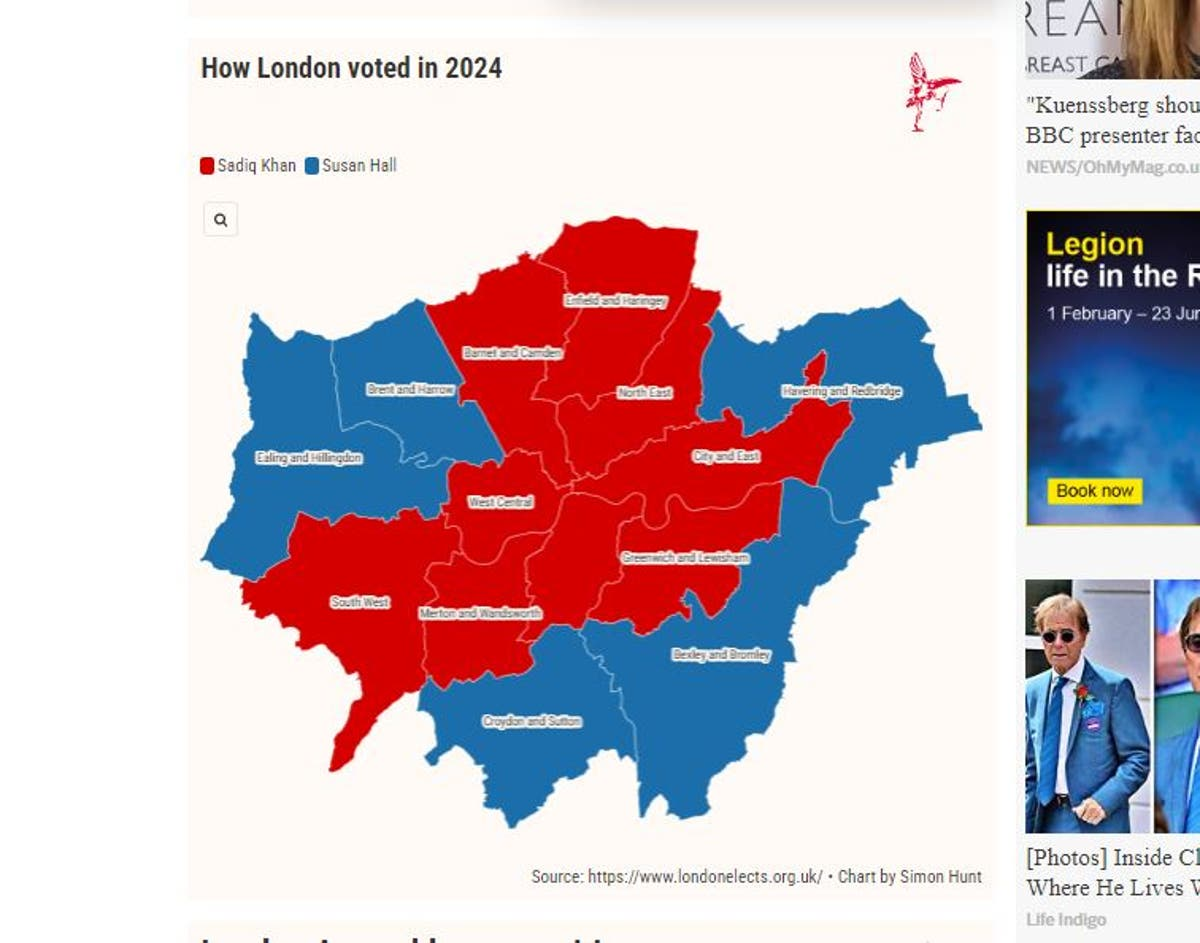 How London voted in 2024
Sadiq Khan Susan Hall
Enfield and Haringey
Barnet and Camden
Brent and Harrow
North East
Havering and Redbridge
Ealing and Hillingdon
City and East
West Central
Greenwich and Lewisham
South West
Merton and Wandsworth
Bexley and Bromley
Croydon and Sutton
Source: https://www.londonelects.org.uk/ • Chart by Simon Hunt
REA
BREAST CA
"Kuenssberg shou
BBC presenter fac
NEWS/OhMyMag.co.u
Legion
life in the R
1 February – 23 Jun
Book now
[Photos] Inside Cl
Where He Lives W
Life Indigo